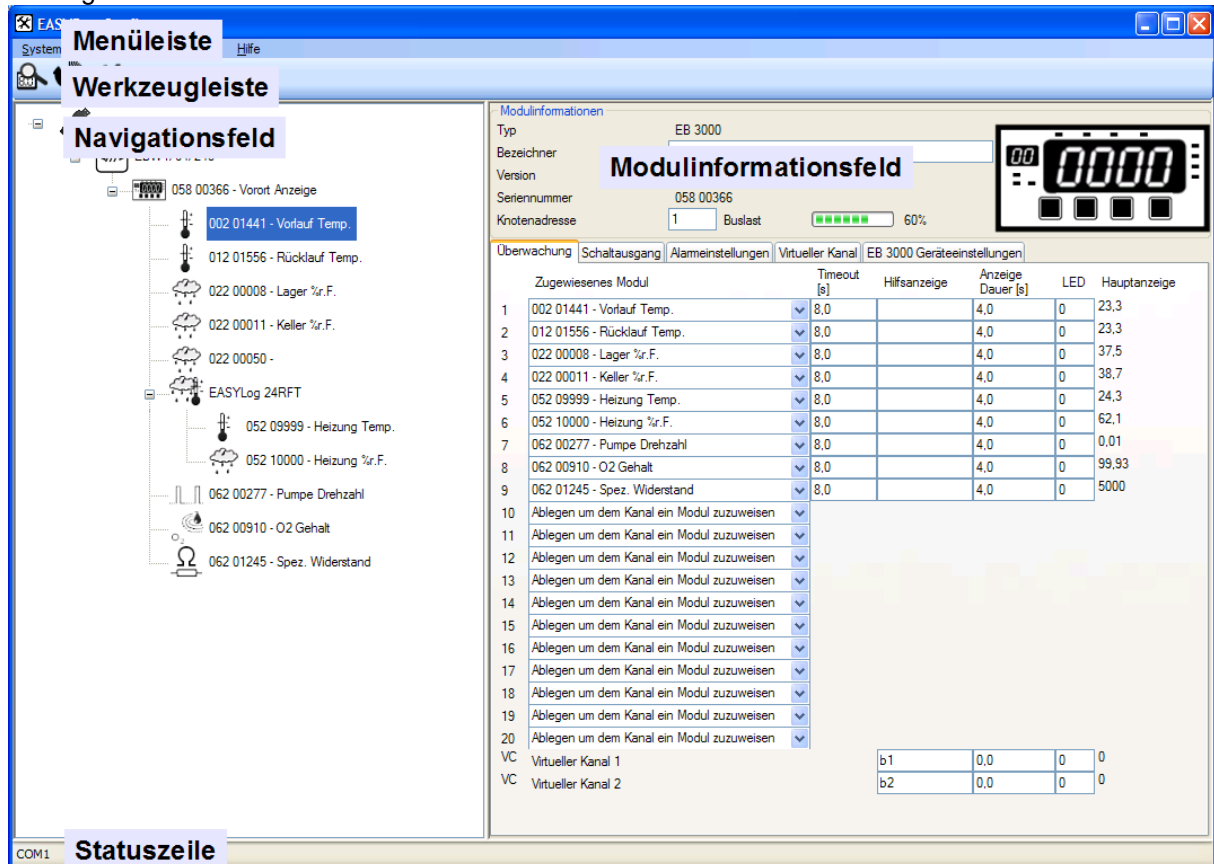 Menüleiste
System Hilfe
Werkzeugleiste
Navigationsfeld
058 00366 - Vorort Anzeige
002 01441 - Vorlauf Temp.
012 01556 - Rücklauf Temp.
022 00008 - Lager %r.F.
022 00011 - Keller %r.F.
022 00050 -
EASYLog 24RFT
052 09999 - Heizung Temp.
052 10000 - Heizung %r.F.
062 00277 - Pumpe Drehzahl
062 00910 - O2 Gehalt
062 01245 - Spez. Widerstand
Modulinformationen
Typ EB 3000
Bezeichner
Modulinformationsfeld
Version
Seriennummer 058 00366
Knotenadresse 1 Buslast 60%
00 0000
Überwachung Schaltausgang Alarmeinstellungen Virtueller Kanal EB 3000 Geräteeinstellungen
Zugewiesenes Modul Timeout [s] Hilfsanzeige Anzeige Dauer [s] LED Hauptanzeige
1 002 01441 - Vorlauf Temp. 8,0 4,0 0 23,3
2 012 01556 - Rücklauf Temp. 8,0 4,0 0 23,3
3 022 00008 - Lager %r.F. 8,0 4,0 0 37,5
4 022 00011 - Keller %r.F. 8,0 4,0 0 38,7
5 052 09999 - Heizung Temp. 8,0 4,0 0 24,3
6 052 10000 - Heizung %r.F. 8,0 4,0 0 62,1
7 062 00277 - Pumpe Drehzahl 8,0 4,0 0 0,01
8 062 00910 - O2 Gehalt 8,0 4,0 0 99,93
9 062 01245 - Spez. Widerstand 8,0 4,0 0 5000
10 Ablegen um dem Kanal ein Modul zuzuweisen
11 Ablegen um dem Kanal ein Modul zuzuweisen
12 Ablegen um dem Kanal ein Modul zuzuweisen
13 Ablegen um dem Kanal ein Modul zuzuweisen
14 Ablegen um dem Kanal ein Modul zuzuweisen
15 Ablegen um dem Kanal ein Modul zuzuweisen
16 Ablegen um dem Kanal ein Modul zuzuweisen
17 Ablegen um dem Kanal ein Modul zuzuweisen
18 Ablegen um dem Kanal ein Modul zuzuweisen
19 Ablegen um dem Kanal ein Modul zuzuweisen
20 Ablegen um dem Kanal ein Modul zuzuweisen
VC Virtueller Kanal 1 b1 0,0 0 0
VC Virtueller Kanal 2 b2 0,0 0 0
COM1 Statuszeile